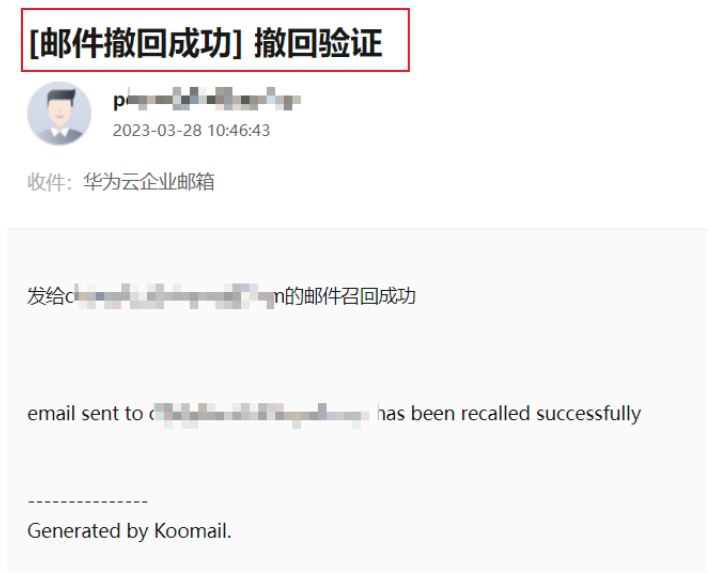 [邮件撤回成功] 撤回验证
2023-03-28 10:46:43
收件: 华为云企业邮箱
发给c的邮件召回成功
email sent to has been recalled successfully
---------------
Generated by Koomail.